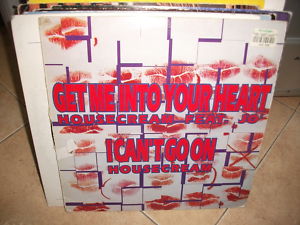 GET ME INTO YOUR HEART
HOUSECREAM FEAT. JO'
I CAN'T GO ON
HOUSECREAM